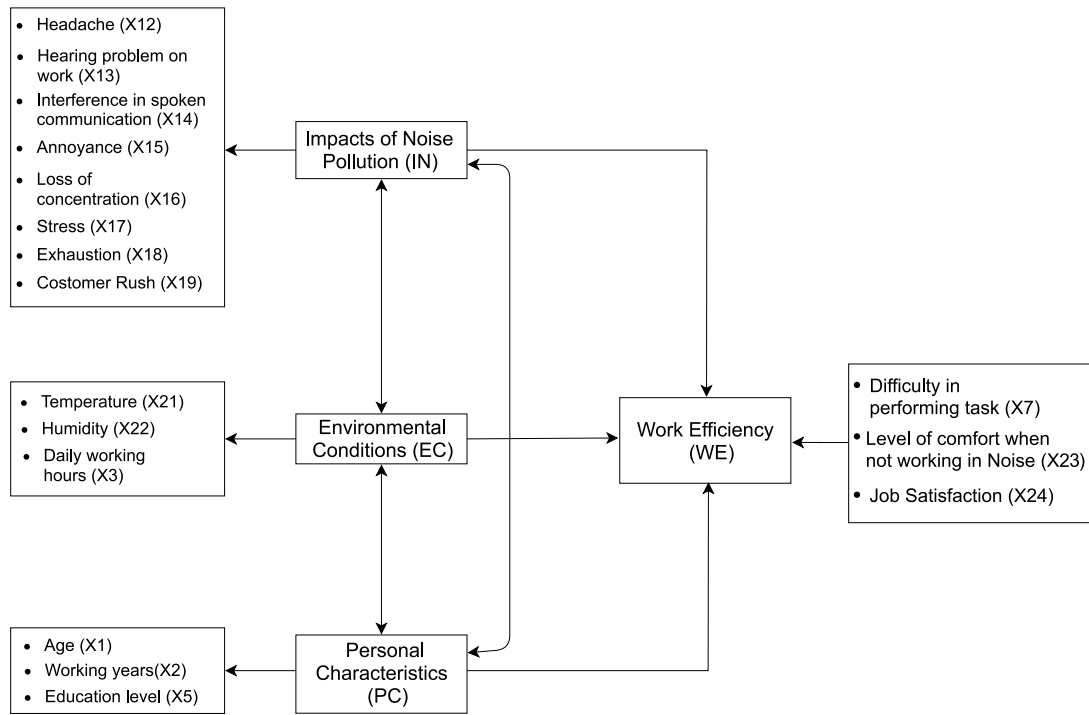 • Headache (X12)
• Hearing problem on
work (X13)
• Interference in spoken
communication (X14)
• Annoyance (X15)
• Loss of
concentration (X16)
• Stress (X17)
• Exhaustion (X18)
• Costomer Rush (X19)
Impacts of Noise
Pollution (IN)
• Temperature (X21)
• Humidity (X22)
• Daily working
hours (X3)
Environmental
Conditions (EC)
Work Efficiency
(WE)
• Difficulty in
performing task (X7)
• Level of comfort when
not working in Noise (X23)
• Job Satisfaction (X24)
• Age (X1)
• Working years(X2)
• Education level (X5)
Personal
Characteristics
(PC)